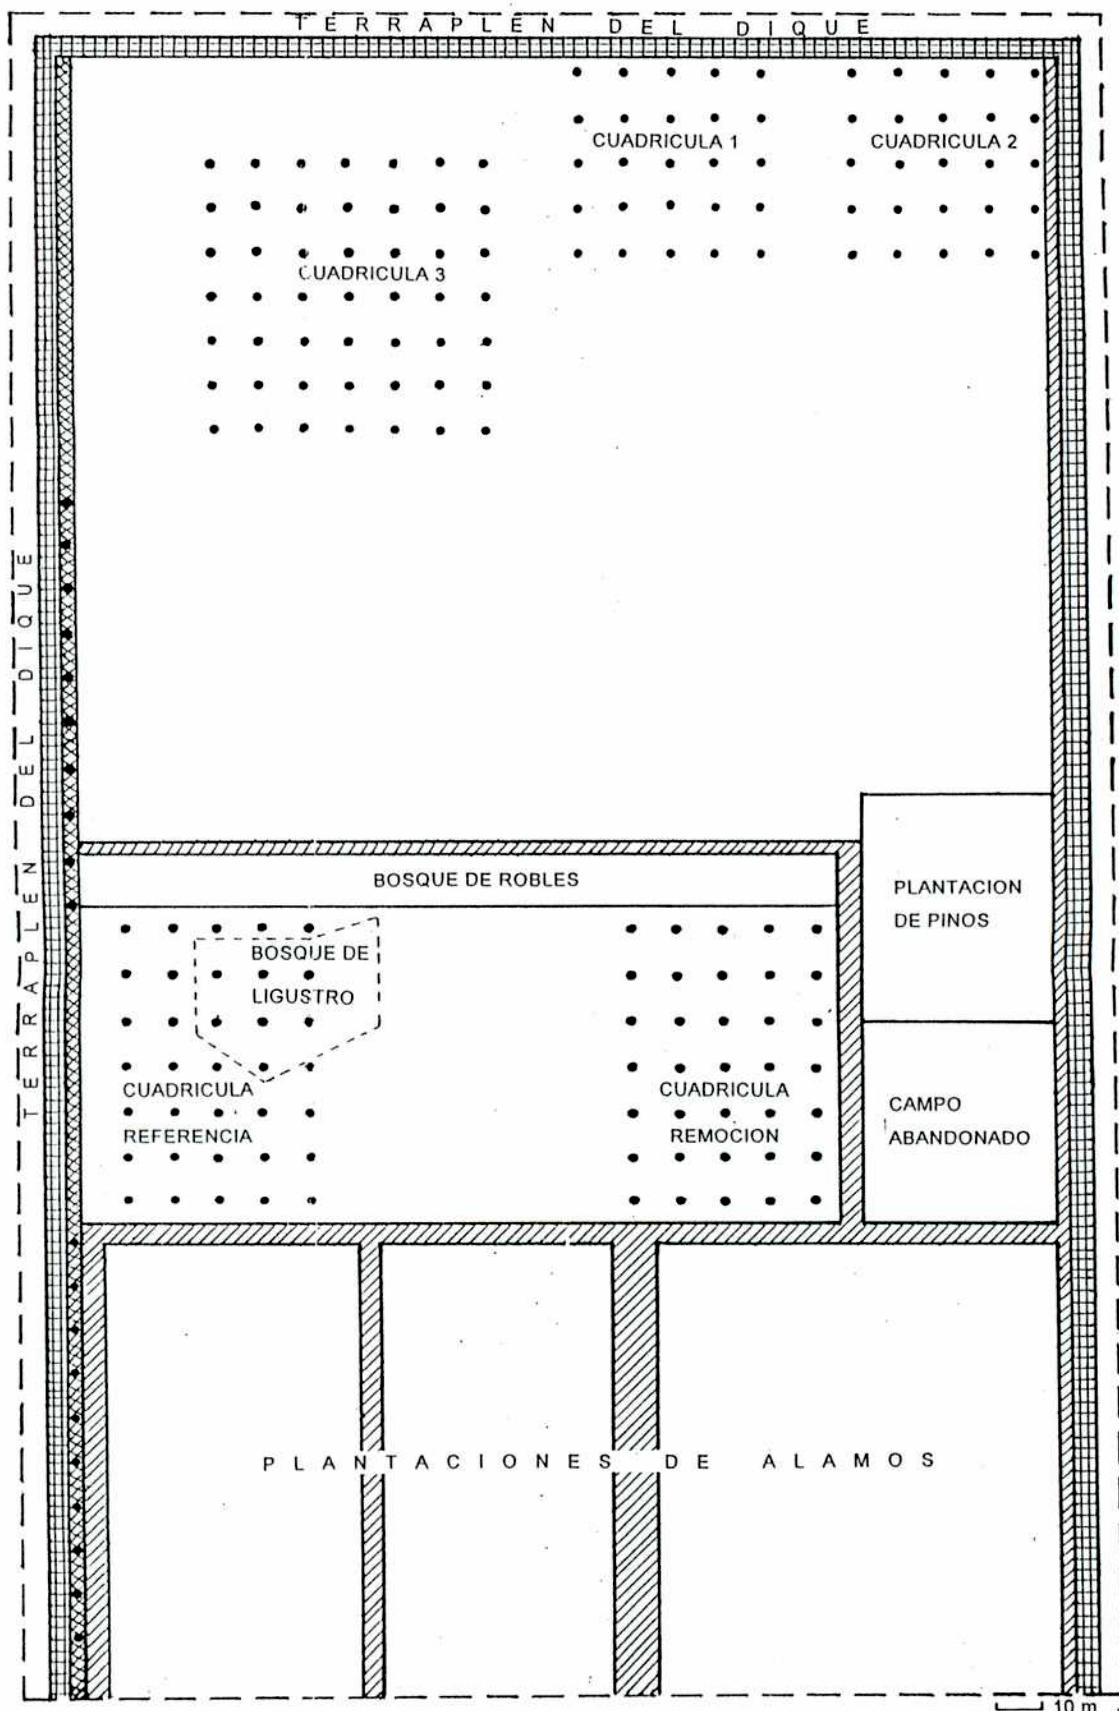 TERRAPLEN DEL DIQUE
CUADRICULA 1
CUADRICULA 2
CUADRICULA 3
TERRAPLEN DEL DIQUE
BOSQUE DE ROBLES
PLANTACION
DE PINOS
BOSQUE DE
LIGUSTRO
CUADRICULA
REFERENCIA
CUADRICULA
REMOCION
CAMPO
ABANDONADO
PLANTACIONES DE ALAMOS
10 m